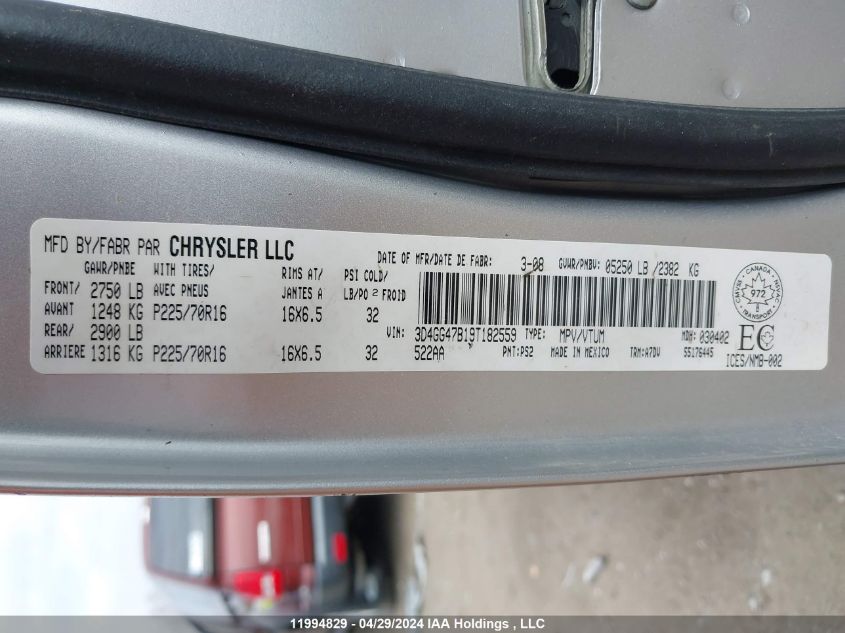 MFD BY/FABR PAR CHRYSLER LLC
DATE OF MFR/DATE DE FABR: 3-08 GVWR/PNBV: 05250 LB /2382 KG
GAWR/PNBE WITH TIRES/ RIMS AT/ PSI COLD/
FRONT/ 2750 LB AVEC PNEUS JANTES A LB/PO 2 FROID
AVANT 1248 KG P225/70R16 16X6.5 32
REAR/ 2900 LB
ARRIERE 1316 KG P225/70R16 16X6.5 32
VIN: 3D4GG47B19T182559 TYPE: MPV/VTUM MDH: 030402
522AA PNT:PS2 MADE IN MEXICO TRM:A7DV 55176445
CANADA
972
TRANSPORT
EC
ICES/NMB-002
11994829 - 04/29/2024 IAA Holdings , LLC